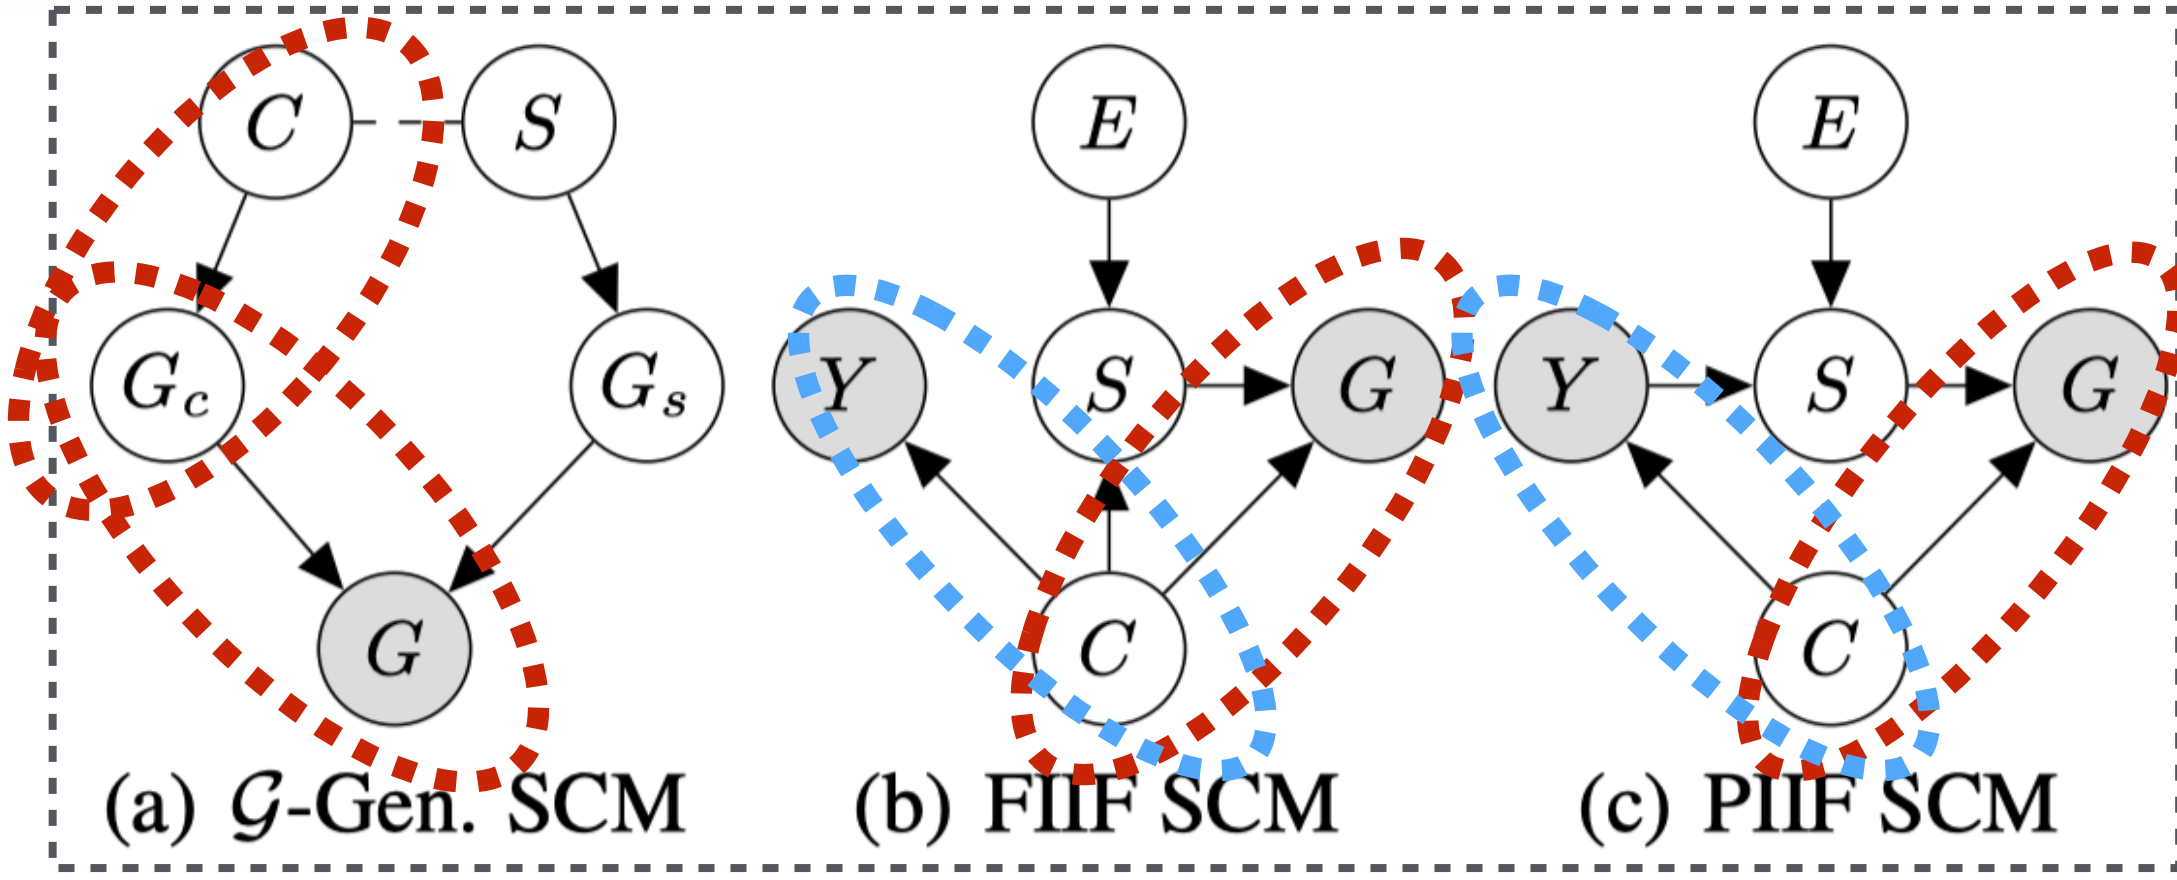 C S E E
G_c G_s Y S G Y S G
G C C
(a) 𝒢-Gen. SCM (b) FIIF SCM (c) PIIF SCM